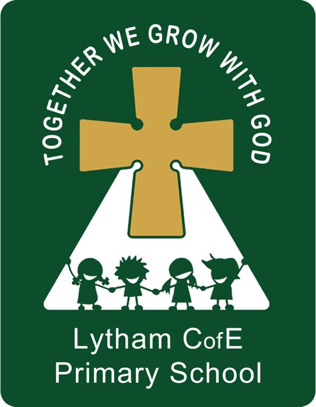 TOGETHER WE GROW WITH GOD
Lytham CofE
Primary School